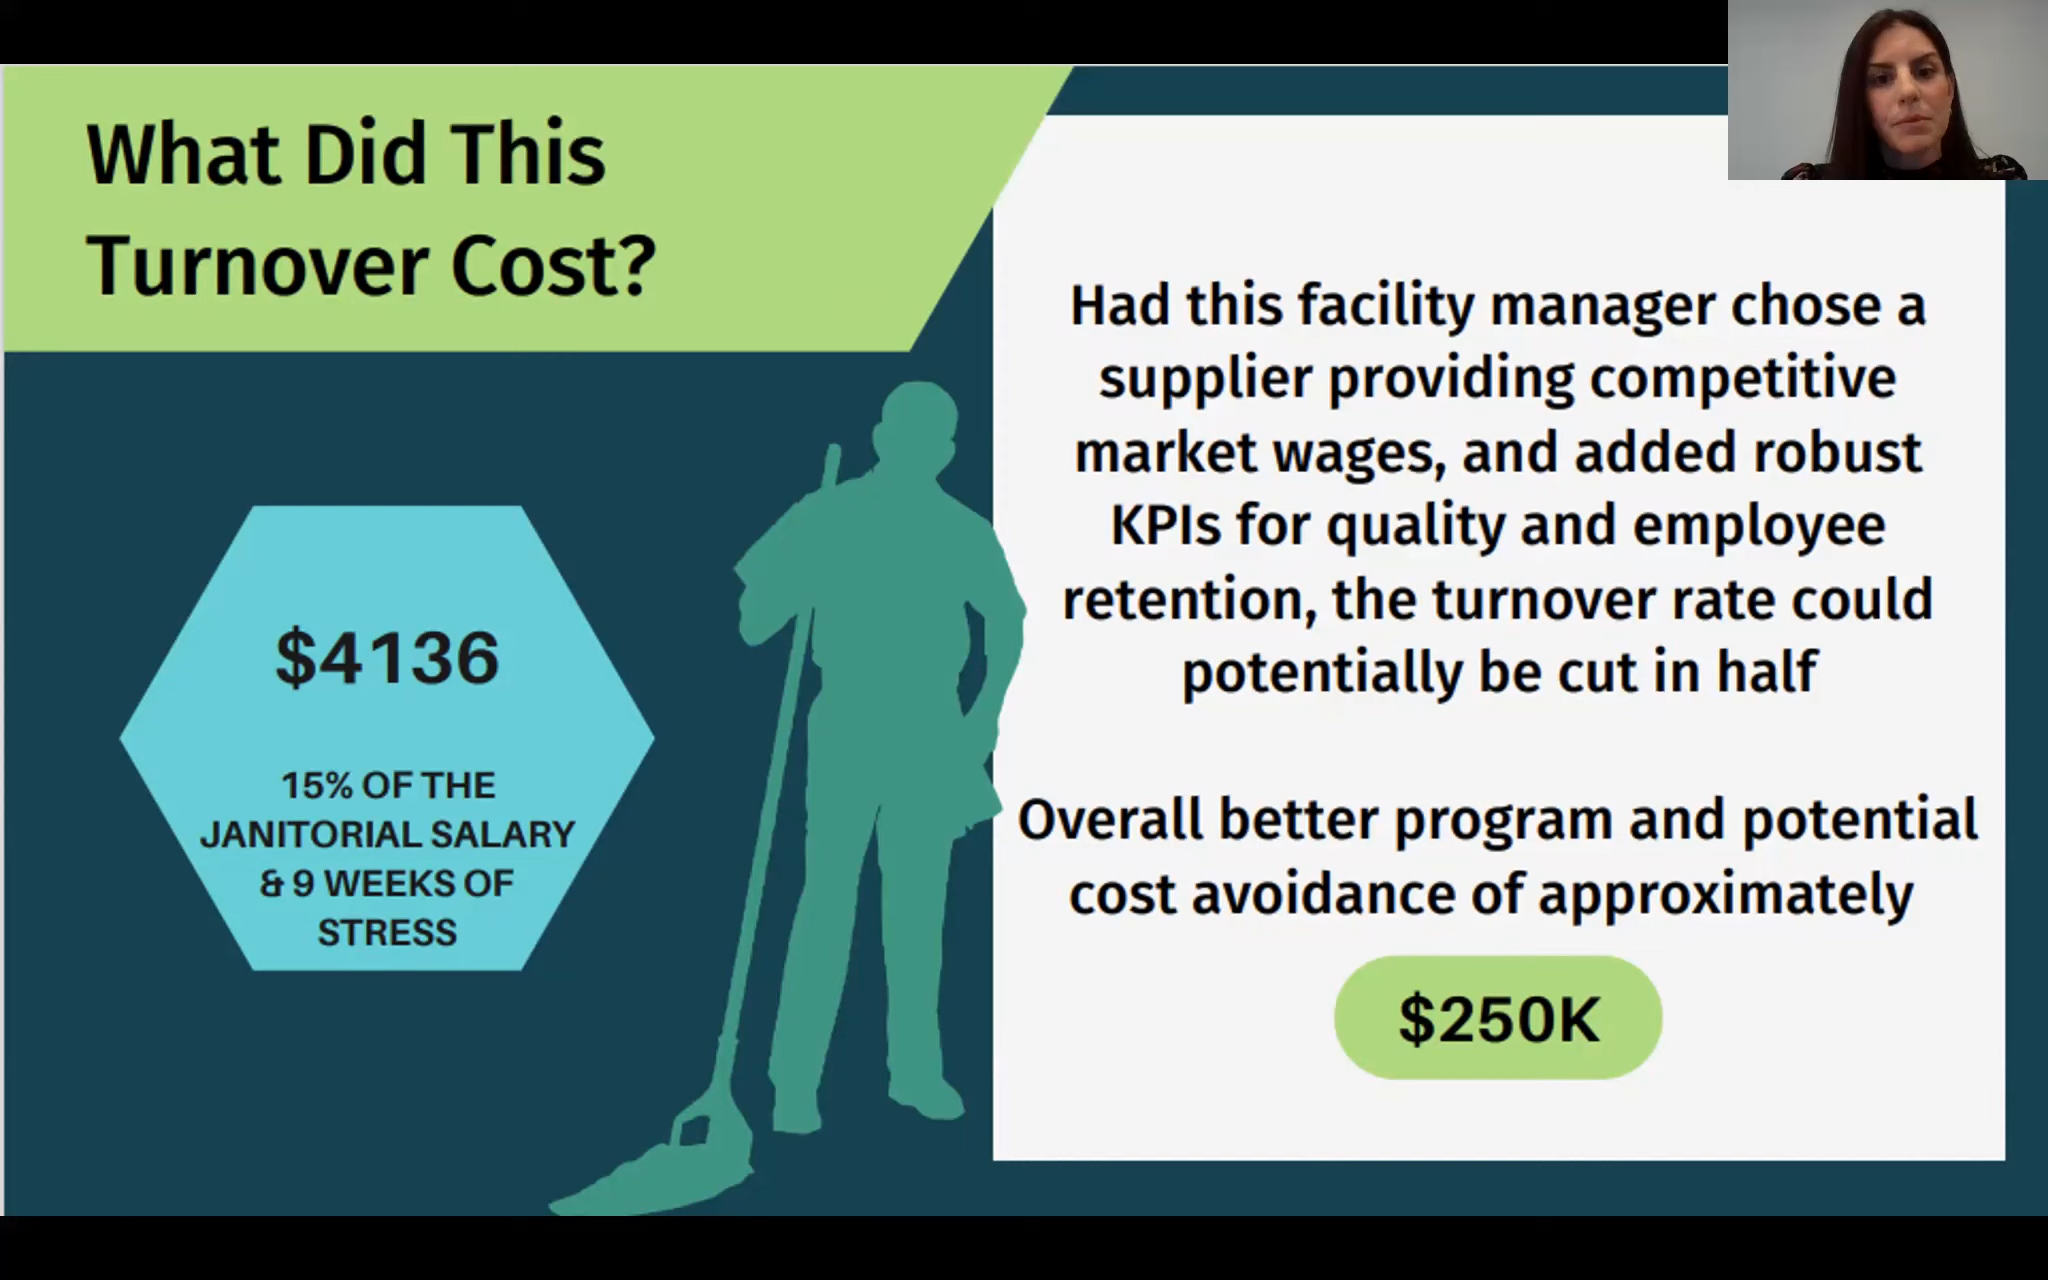 What Did This
Turnover Cost?
$4136
15% OF THE
JANITORIAL SALARY
& 9 WEEKS OF
STRESS
Had this facility manager chose a
supplier providing competitive
market wages, and added robust
KPIs for quality and employee
retention, the turnover rate could
potentially be cut in half
Overall better program and potential
cost avoidance of approximately
$250K